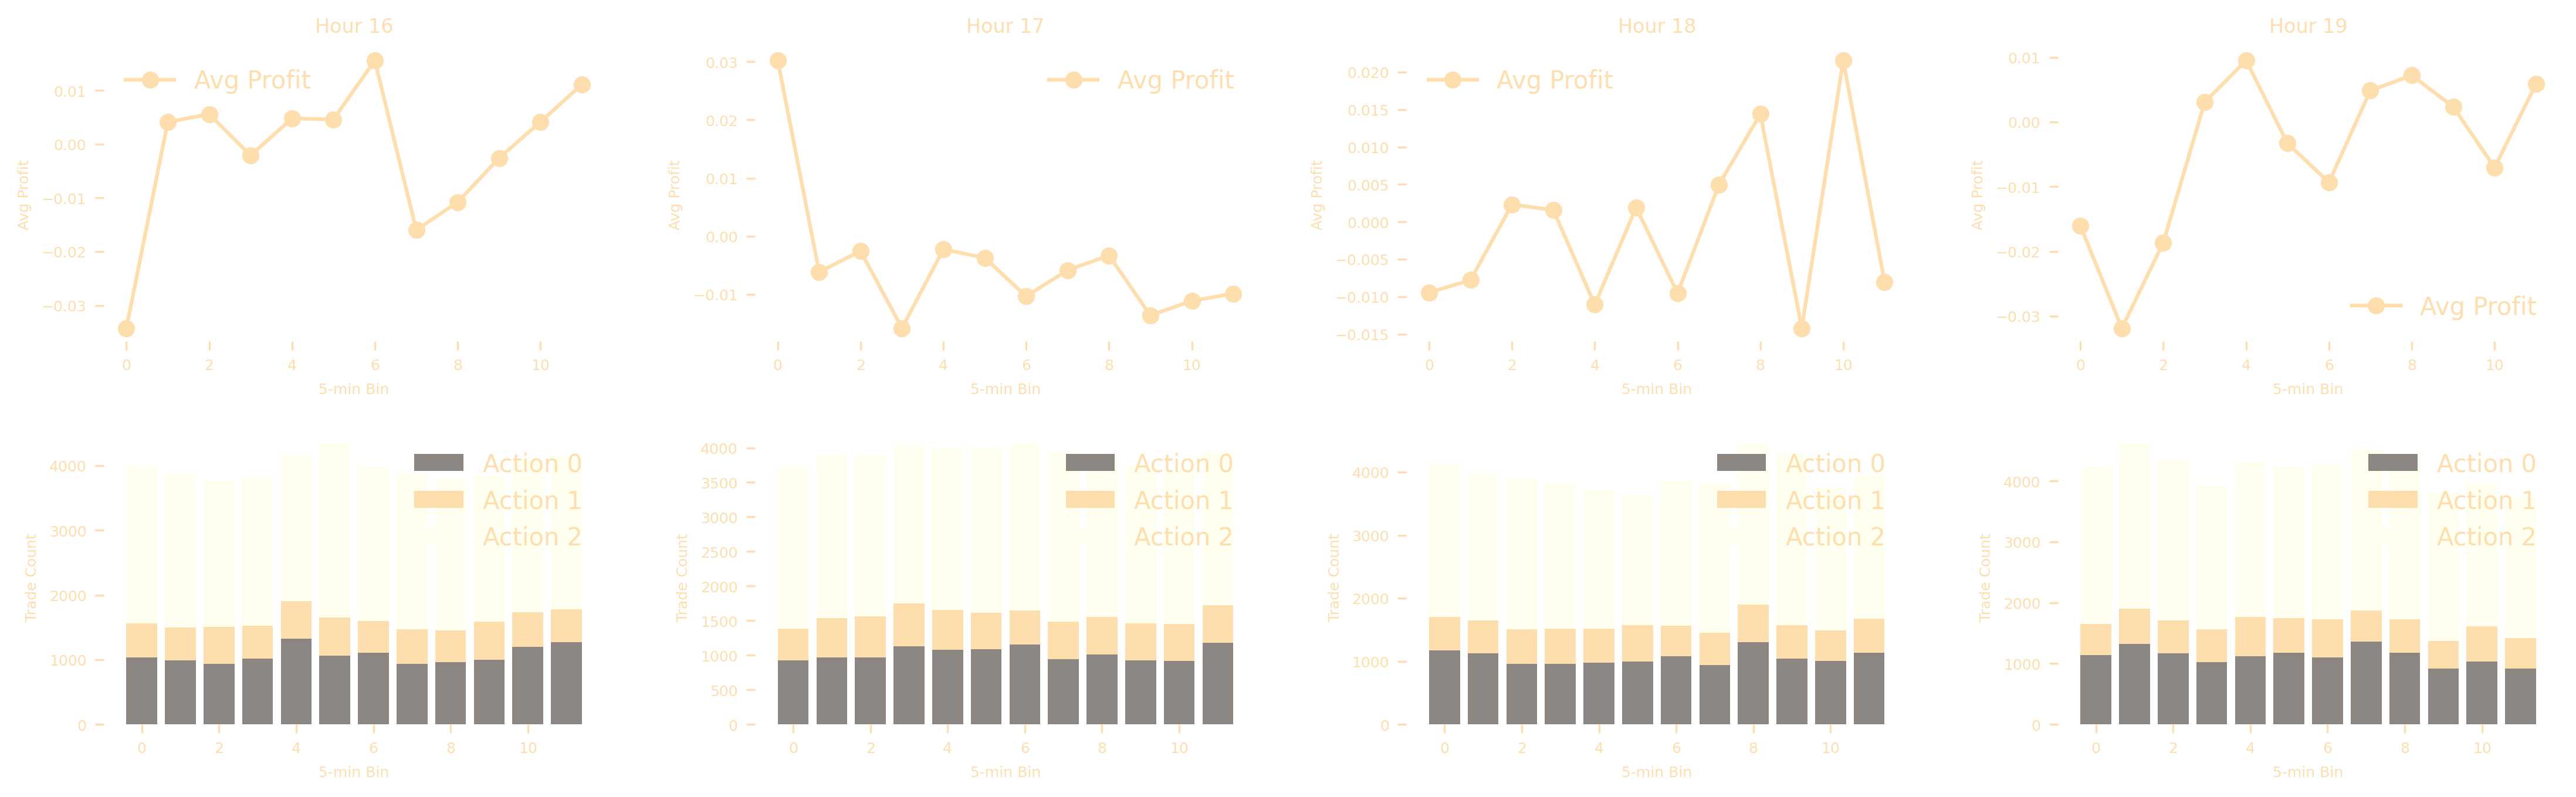 Hour 16
Avg Profit
Avg Profit
0.01
0.00
−0.01
−0.02
−0.03
0 2 4 6 8 10
5-min Bin
Hour 17
Avg Profit
Avg Profit
0.03
0.02
0.01
0.00
−0.01
0 2 4 6 8 10
5-min Bin
Hour 18
Avg Profit
Avg Profit
0.020
0.015
0.010
0.005
0.000
−0.005
−0.010
−0.015
0 2 4 6 8 10
5-min Bin
Hour 19
Avg Profit
Avg Profit
0.01
0.00
−0.01
−0.02
−0.03
0 2 4 6 8 10
5-min Bin
Trade Count
4000
3000
2000
1000
0
Action 0
Action 1
Action 2
0 2 4 6 8 10
5-min Bin
Trade Count
4000
3500
3000
2500
2000
1500
1000
500
0
Action 0
Action 1
Action 2
0 2 4 6 8 10
5-min Bin
Trade Count
4000
3000
2000
1000
0
Action 0
Action 1
Action 2
0 2 4 6 8 10
5-min Bin
Trade Count
4000
3000
2000
1000
0
Action 0
Action 1
Action 2
0 2 4 6 8 10
5-min Bin